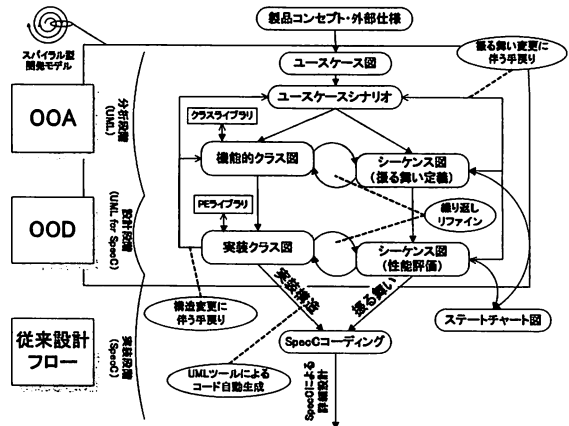 製品コンセプト・外部仕様
スパイラル型
開発モデル
ユースケース図
振る舞い変更に
伴う手戻り
ユースケースシナリオ
OOA
分析段階
(UML)
クラスライブラリ
機能的クラス図
シーケンス図
(振る舞い定義)
繰り返し
リファイン
OOD
設計段階
(UML for SpecC)
PEライブラリ
実装クラス図
シーケンス図
(性能評価)
構造変更に
伴う手戻り
実装構造
振る舞い
ステートチャート図
従来設計
フロー
実装段階
(SpecC)
SpecCコーディング
UMLツールによる
コード自動生成
SpecCによる
詳細設計